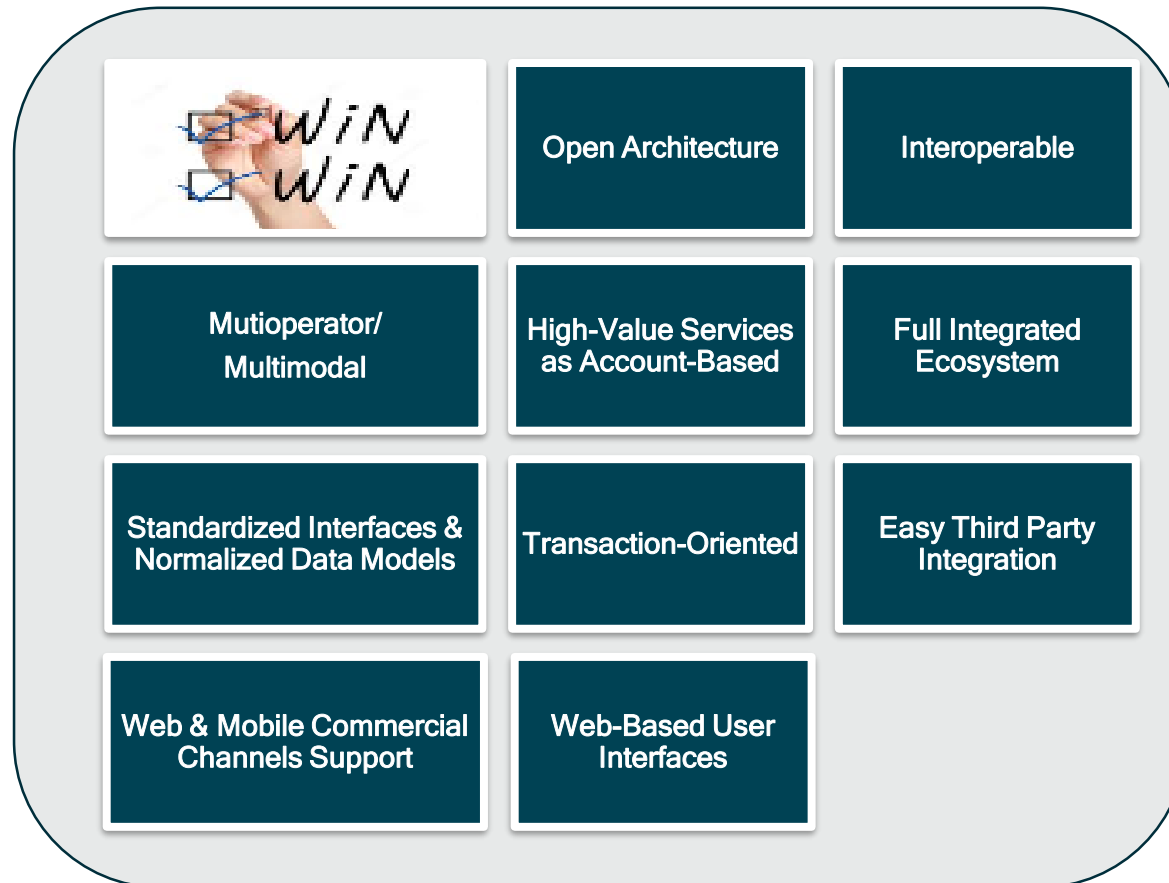 WiN
WiN
Open Architecture
Interoperable
Mutioperator/
Multimodal
High-Value Services
as Account-Based
Full Integrated
Ecosystem
Standardized Interfaces &
Normalized Data Models
Transaction-Oriented
Easy Third Party
Integration
Web & Mobile Commercial
Channels Support
Web-Based User
Interfaces